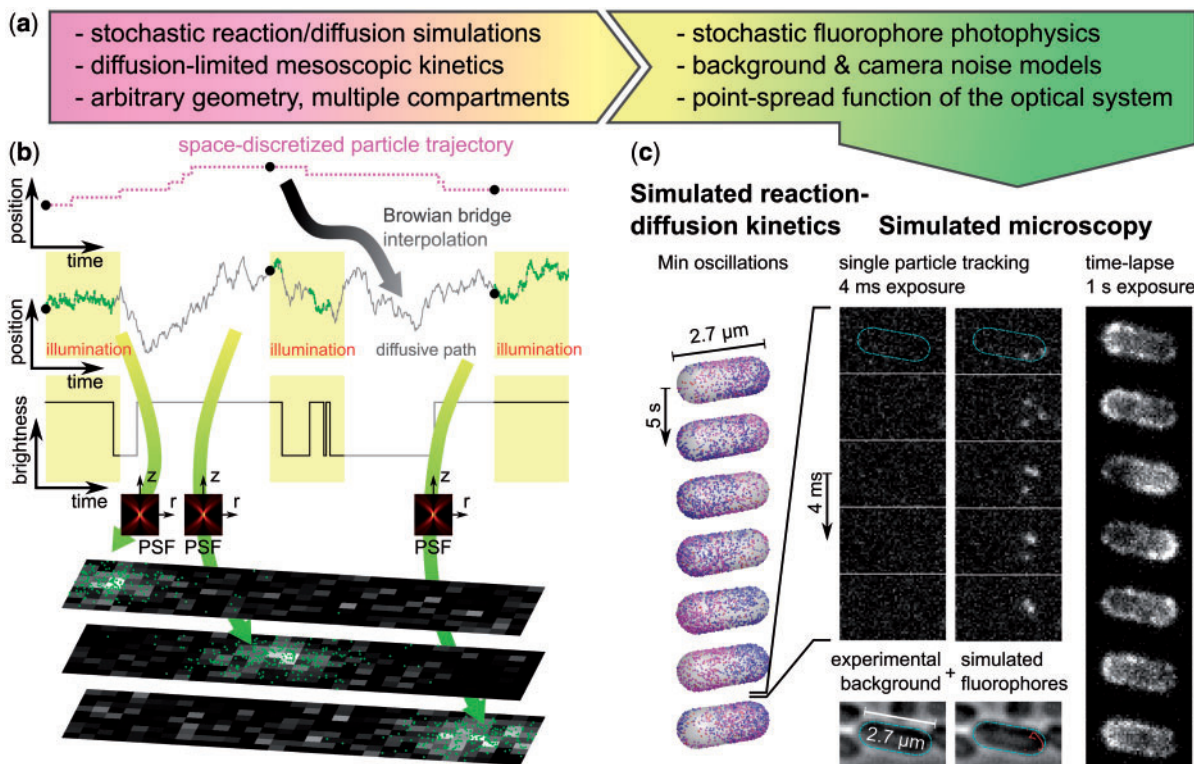 (a)
- stochastic reaction/diffusion simulations
- diffusion-limited mesoscopic kinetics
- arbitrary geometry, multiple compartments
- stochastic fluorophore photophysics
- background & camera noise models
- point-spread function of the optical system
(b)
space-discretized particle trajectory
position
time
Browian bridge
interpolation
position
illumination
illumination
diffusive path
illumination
time
brightness
time
z
r
PSF
z
r
PSF
z
r
PSF
(c)
Simulated reaction-
diffusion kinetics
Simulated microscopy
Min oscillations
single particle tracking
4 ms exposure
time-lapse
1 s exposure
2.7 µm
5 s
4 ms
experimental
background
+
simulated
fluorophores
2.7 µm